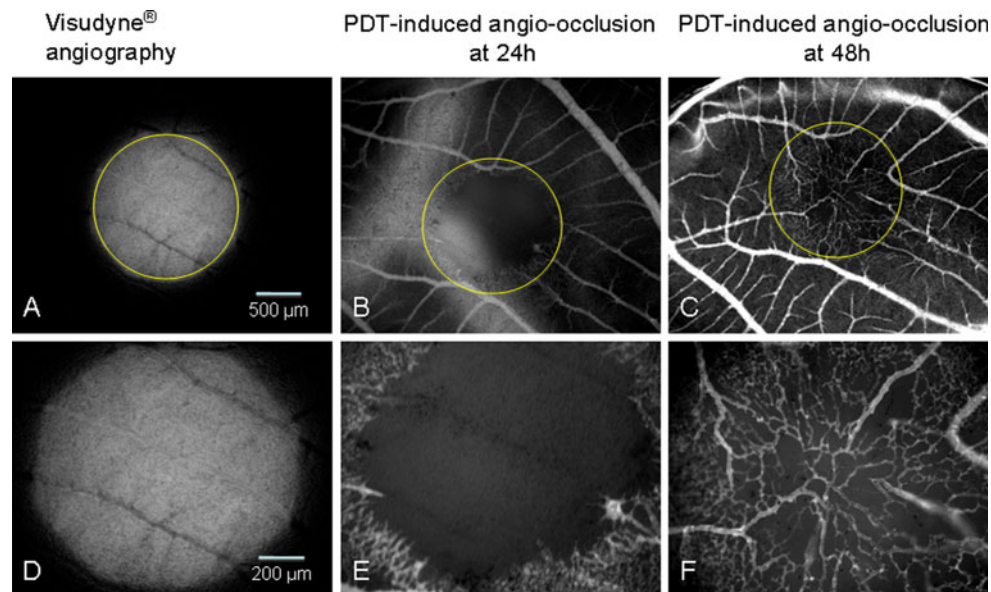 Visudyne®
angiography
PDT-induced angio-occlusion
at 24h
PDT-induced angio-occlusion
at 48h
A
500 µm
B
C
D
200 µm
E
F